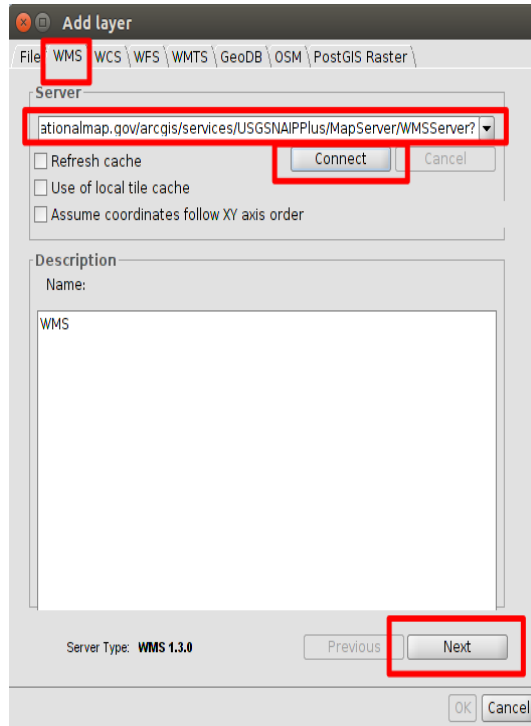 Add layer
File WMS WCS WFS WMTS GeoDB OSM PostGIS Raster
Server
ationalmap.gov/arcgis/services/USGSNAIPPlus/MapServer/WMSServer?
Refresh cache Connect Cancel
Use of local tile cache
Assume coordinates follow XY axis order
Description
Name:
WMS
Server Type: WMS 1.3.0 Previous Next
OK Cancel